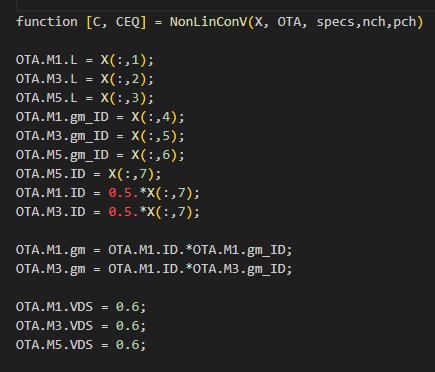 function [C, CEQ] = NonLinConV(X, OTA, specs,nch,pch)
OTA.M1.L = X(:,1);
OTA.M3.L = X(:,2);
OTA.M5.L = X(:,3);
OTA.M1.gm_ID = X(:,4);
OTA.M3.gm_ID = X(:,5);
OTA.M5.gm_ID = X(:,6);
OTA.M5.ID = X(:,7);
OTA.M1.ID = 0.5.*X(:,7);
OTA.M3.ID = 0.5.*X(:,7);
OTA.M1.gm = OTA.M1.ID.*OTA.M1.gm_ID;
OTA.M3.gm = OTA.M1.ID.*OTA.M3.gm_ID;
OTA.M1.VDS = 0.6;
OTA.M3.VDS = 0.6;
OTA.M5.VDS = 0.6;